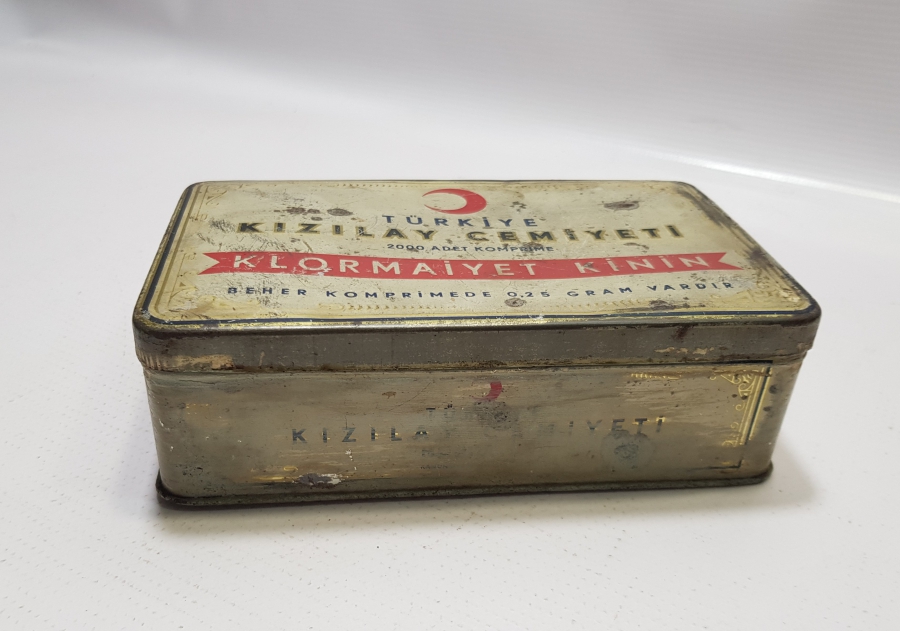 TÜRKİYE
KIZILAY CEMİYETİ
2000 ADET KOMPRİME
KLORMAİYET KİNİN
BEHER KOMPRİMEDE 0,25 GRAM VARDIR